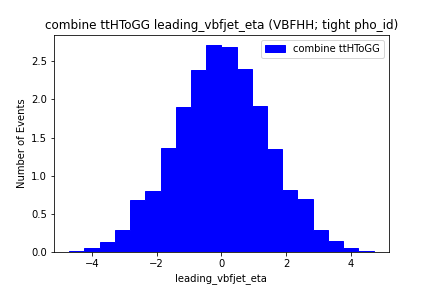 combine ttHToGG leading_vbfjet_eta (VBFHH; tight pho_id)
combine ttHToGG
Number of Events
2.5
2.0
1.5
1.0
0.5
0.0
−4
−2
0
2
4
leading_vbfjet_eta